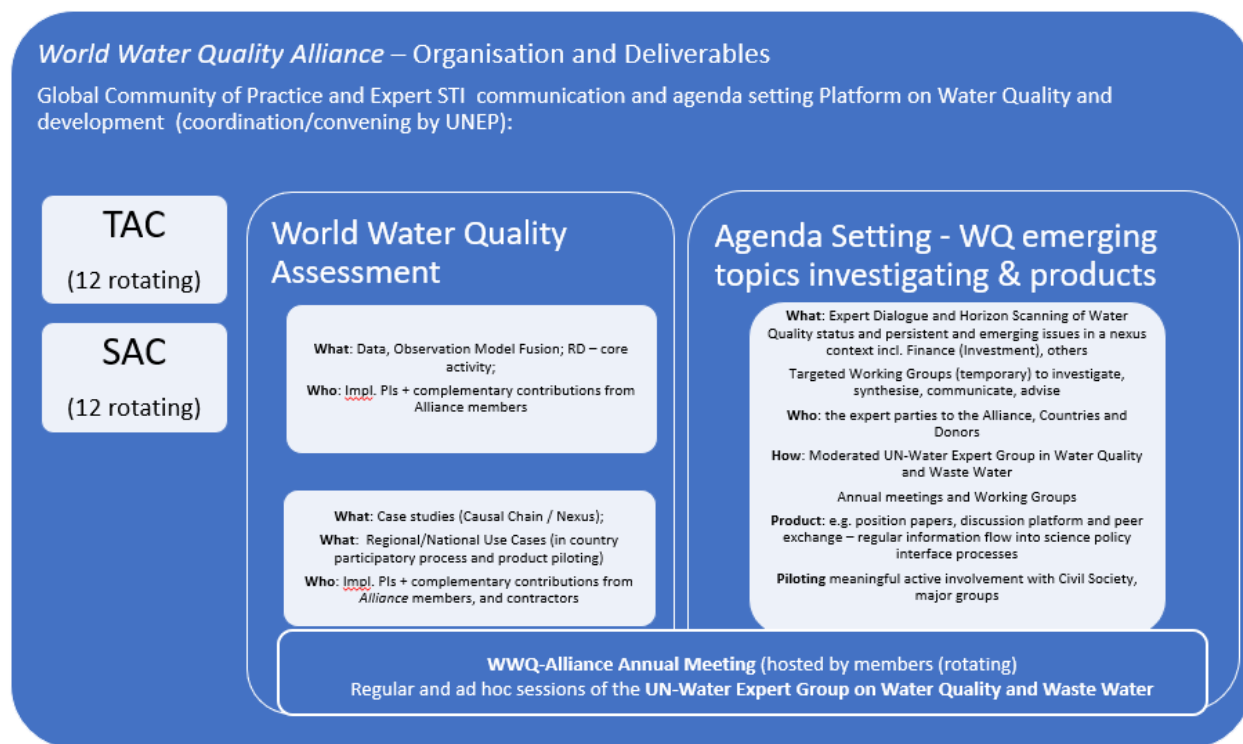 World Water Quality Alliance – Organisation and Deliverables
Global Community of Practice and Expert STI communication and agenda setting Platform on Water Quality and
development (coordination/convening by UNEP):
TAC
(12 rotating)
SAC
(12 rotating)
World Water Quality
Assessment
What: Data, Observation Model Fusion; RD – core
activity;
Who: Impl. PIs + complementary contributions from
Alliance members
What: Case studies (Causal Chain / Nexus);
What: Regional/National Use Cases (in country
participatory process and product piloting)
Who: Impl. PIs + complementary contributions from
Alliance members, and contractors
Agenda Setting - WQ emerging
topics investigating & products
What: Expert Dialogue and Horizon Scanning of Water
Quality status and persistent and emerging issues in a nexus
context incl. Finance (Investment), others
Targeted Working Groups (temporary) to investigate,
synthesise, communicate, advise
Who: the expert parties to the Alliance, Countries and
Donors
How: Moderated UN-Water Expert Group in Water Quality
and Waste Water
Annual meetings and Working Groups
Product: e.g. position papers, discussion platform and peer
exchange – regular information flow into science policy
interface processes
Piloting meaningful active involvement with Civil Society,
major groups
WWQ-Alliance Annual Meeting (hosted by members (rotating)
Regular and ad hoc sessions of the UN-Water Expert Group on Water Quality and Waste Water